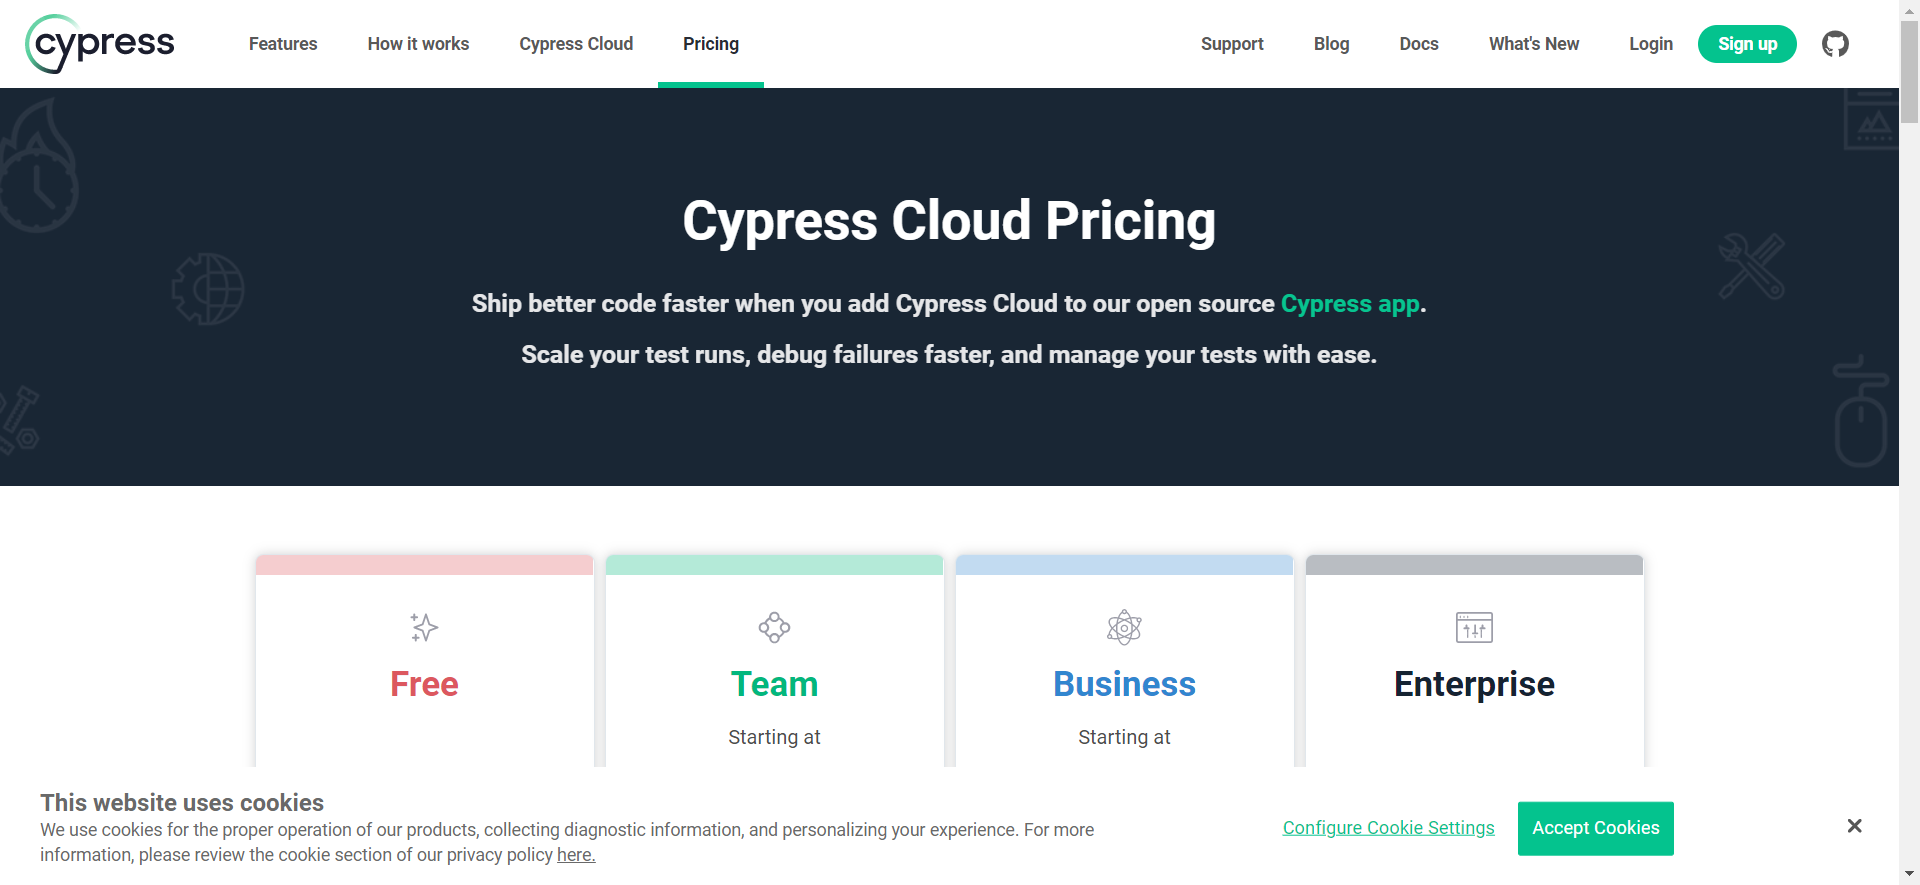 cypress
Features
How it works
Cypress Cloud
Pricing
Support
Blog
Docs
What's New
Login
Sign up
Cypress Cloud Pricing
Ship better code faster when you add Cypress Cloud to our open source Cypress app.
Scale your test runs, debug failures faster, and manage your tests with ease.
Free
Team
Starting at
Business
Starting at
Enterprise
This website uses cookies
We use cookies for the proper operation of our products, collecting diagnostic information, and personalizing your experience. For more
information, please review the cookie section of our privacy policy here.
Configure Cookie Settings
Accept Cookies